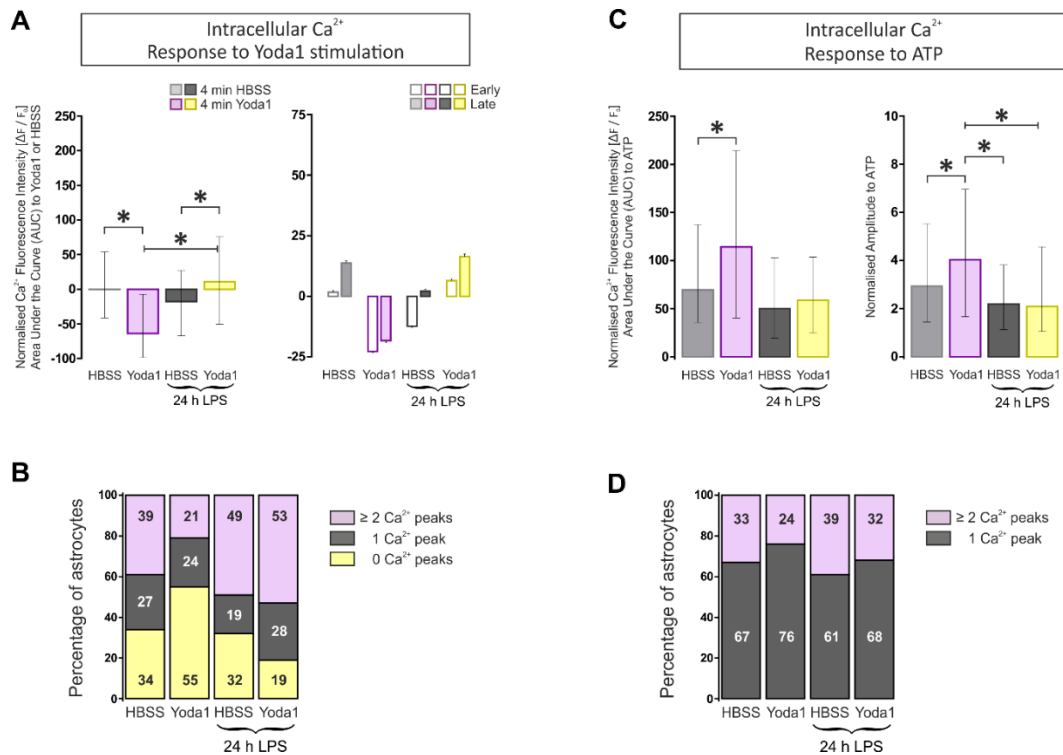 A
Intracellular Ca²⁺
Response to Yoda1 stimulation
4 min HBSS
4 min Yoda1
Early
Late
Normalised Ca²⁺ Fluorescence Intensity [ΔF / F₀]
Area Under the Curve (AUC) to Yoda1 or HBSS
250
200
150
100
50
0
-50
-100
*
*
*
HBSS Yoda1 HBSS Yoda1
24 h LPS
75
50
25
0
-25
HBSS Yoda1 HBSS Yoda1
24 h LPS
C
Intracellular Ca²⁺
Response to ATP
Normalised Ca²⁺ Fluorescence Intensity [ΔF / F₀]
Area Under the Curve (AUC) to ATP
250
200
150
100
50
0
*
HBSS Yoda1 HBSS Yoda1
24 h LPS
Normalised Amplitude to ATP
10
8
6
4
2
0
*
*
*
HBSS Yoda1 HBSS Yoda1
24 h LPS
B
Percentage of astrocytes
100
80
60
40
20
0
39 21 49 53
27 24 19 28
34 55 32 19
HBSS Yoda1 HBSS Yoda1
24 h LPS
≥ 2 Ca²⁺ peaks
1 Ca²⁺ peak
0 Ca²⁺ peaks
D
Percentage of astrocytes
100
80
60
40
20
0
33 24 39 32
67 76 61 68
HBSS Yoda1 HBSS Yoda1
24 h LPS
≥ 2 Ca²⁺ peaks
1 Ca²⁺ peak